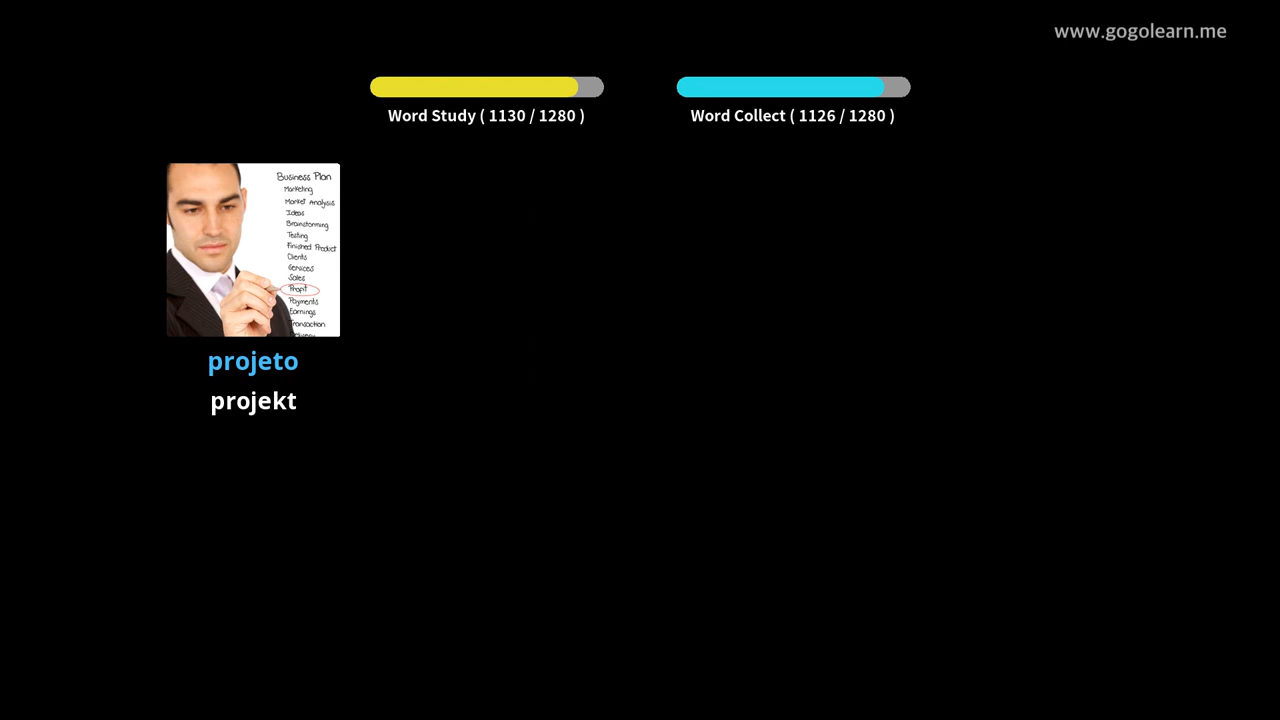 www.gogolearn.me
Word Study ( 1130 / 1280 )
Word Collect ( 1126 / 1280 )
Business Plan
Marketing
Market Analysis
Ideas
Brainstorming
Testing
Finished Product
Clients
Services
Sales
Profit
Payments
Earnings
Transaction
Delivery
projeto
projekt